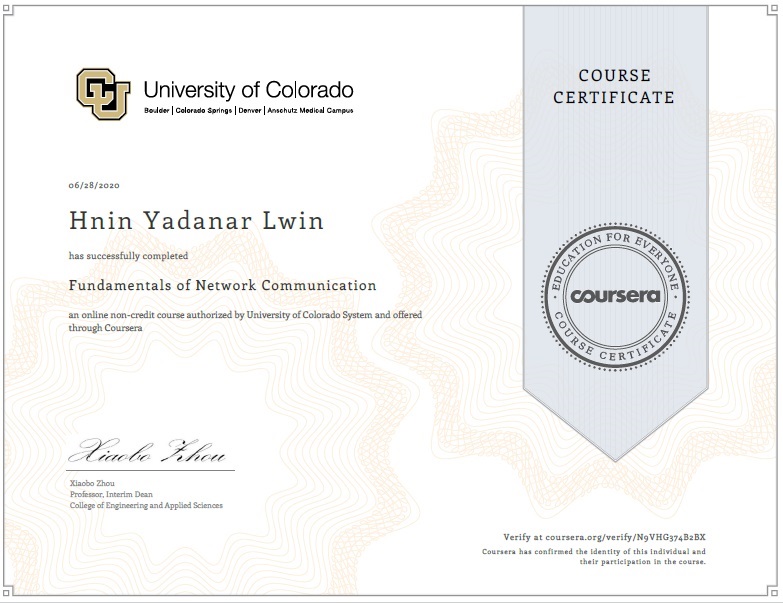 University of Colorado
Boulder | Colorado Springs | Denver | Anschutz Medical Campus
COURSE
CERTIFICATE
06/28/2020
Hnin Yadanar Lwin
has successfully completed
Fundamentals of Network Communication
an online non-credit course authorized by University of Colorado System and offered
through Coursera
EDUCATION FOR EVERYONE
coursera
COURSE CERTIFICATE
Xiaobo Zhou
Xiaobo Zhou
Professor, Interim Dean
College of Engineering and Applied Sciences
Verify at coursera.org/verify/N9VHG374B2BX
Coursera has confirmed the identity of this individual and
their participation in the course.